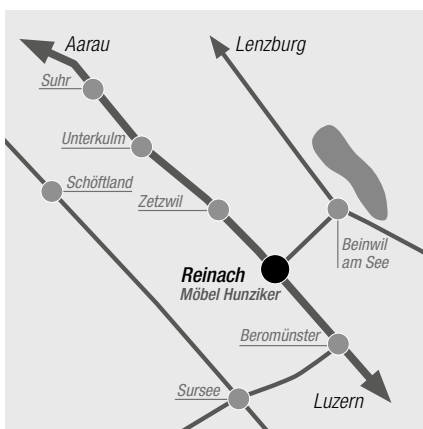 Aarau
Lenzburg
Suhr
Unterkulm
Schöftland
Zetzwil
Beinwil
am See
Reinach
Möbel Hunziker
Beromünster
Sursee
Luzern